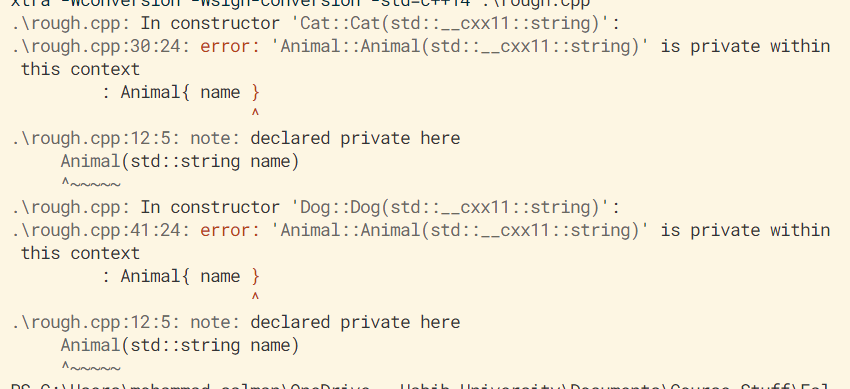 xtra -Wconversion -Wsign-conversion -std=c++14 .\rough.cpp
.\rough.cpp: In constructor 'Cat::Cat(std::__cxx11::string)':
.\rough.cpp:30:24: error: 'Animal::Animal(std::__cxx11::string)' is private within
this context
: Animal{ name }
^
.\rough.cpp:12:5: note: declared private here
Animal(std::string name)
^~~~~~
.\rough.cpp: In constructor 'Dog::Dog(std::__cxx11::string)':
.\rough.cpp:41:24: error: 'Animal::Animal(std::__cxx11::string)' is private within
this context
: Animal{ name }
^
.\rough.cpp:12:5: note: declared private here
Animal(std::string name)
^~~~~~
PS C:\Users\mohammad.salman\OneDrive - Habib University\Documents\Course Stuff\Fal